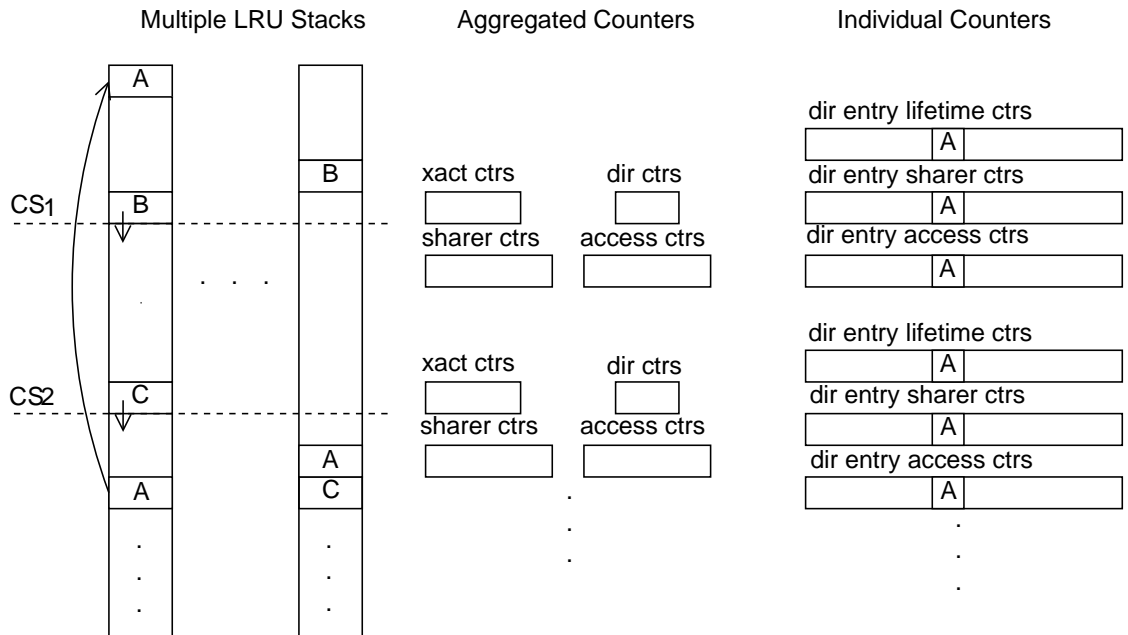 Multiple LRU Stacks
Aggregated Counters
Individual Counters
A
B
CS1
B
. . .
.
CS2
C
A
A
C
.
.
.
.
.
.
xact ctrs
dir ctrs
sharer ctrs
access ctrs
xact ctrs
dir ctrs
sharer ctrs
access ctrs
.
.
.
dir entry lifetime ctrs
A
dir entry sharer ctrs
A
dir entry access ctrs
A
dir entry lifetime ctrs
A
dir entry sharer ctrs
A
dir entry access ctrs
A
.
.
.